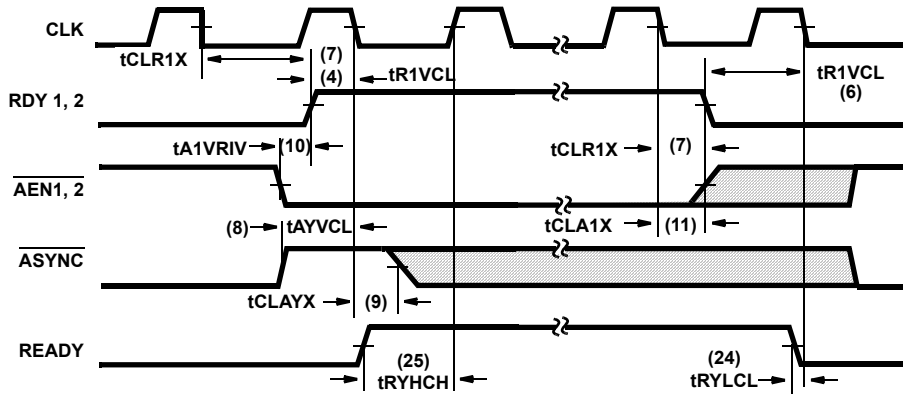 CLK
tCLR1X
(7)
(4)
tR1VCL
tR1VCL
(6)
RDY 1, 2
tA1VRIV
(10)
tCLR1X
(7)
AEN1, 2
(8)
tAYVCL
tCLA1X
(11)
ASYNC
tCLAYX
(9)
READY
(25)
tRYHCH
(24)
tRYLCL